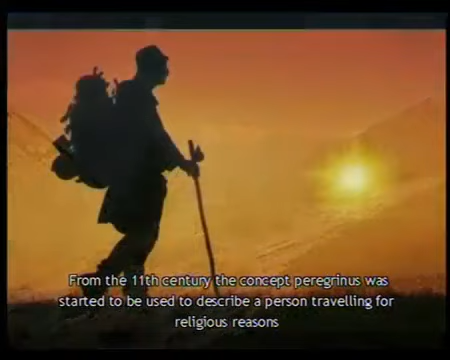 From the 11th century the concept peregrinus was
started to be used to describe a person travelling for
religious reasons